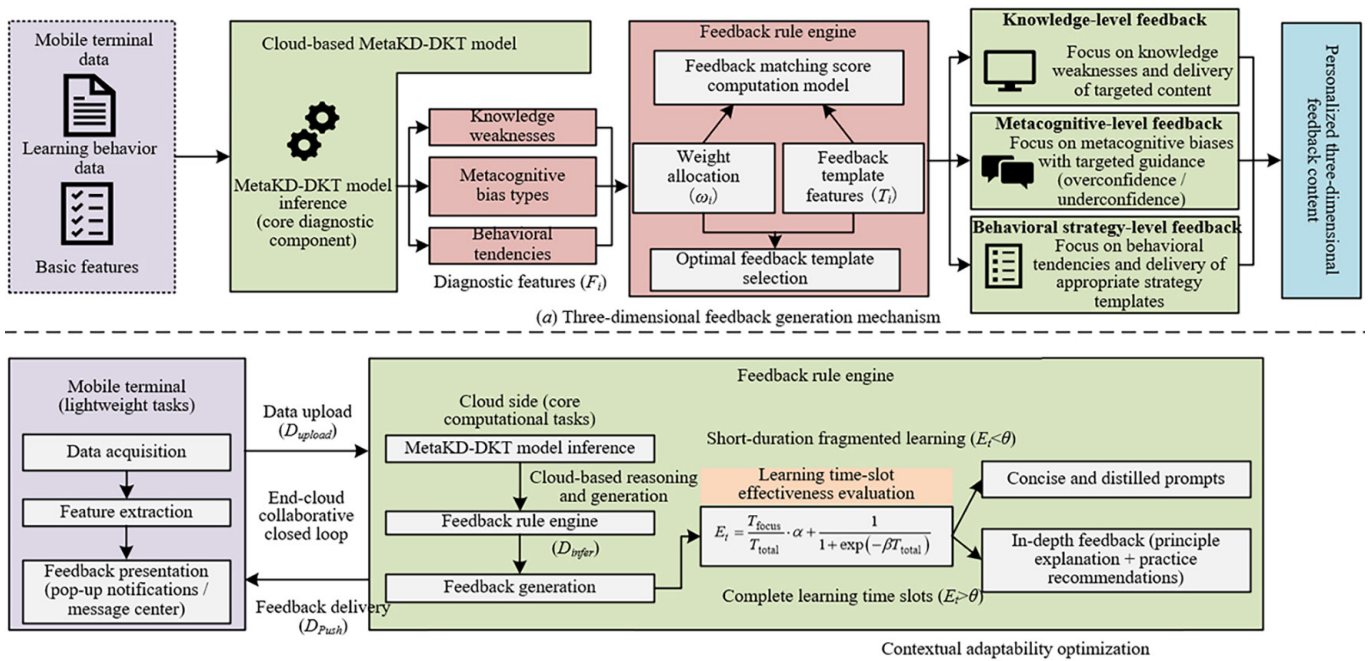 Mobile terminal
data
Learning behavior
data
Basic features
Cloud-based MetaKD-DKT model
MetaKD-DKT model
inference
(core diagnostic
component)
Knowledge
weaknesses
Metacognitive
bias types
Behavioral
tendencies
Diagnostic features (Fi)
Feedback rule engine
Feedback matching score
computation model
Weight
allocation
(ωi)
Feedback
template
features (Ti)
Optimal feedback template
selection
Knowledge-level feedback
Focus on knowledge
weaknesses and delivery
of targeted content
Metacognitive-level feedback
Focus on metacognitive biases
with targeted guidance
(overconfidence /
underconfidence)
Behavioral strategy-level feedback
Focus on behavioral
tendencies and delivery of
appropriate strategy
templates
Personalized three-dimensional
feedback content
(a) Three-dimensional feedback generation mechanism
Mobile terminal
(lightweight tasks)
Data acquisition
Feature extraction
Feedback presentation
(pop-up notifications /
message center)
Data upload
(Dupload)
End-cloud
collaborative
closed loop
Feedback delivery
(DPush)
Feedback rule engine
Cloud side (core
computational tasks)
MetaKD-DKT model inference
Cloud-based reasoning
and generation
Feedback rule engine
(Dinfer)
Feedback generation
Short-duration fragmented learning (Et<θ)
Learning time-slot
effectiveness evaluation
Et = Tfocus/Ttotal · α + 1/(1+exp(−βTtotal))
Complete learning time slots (Et>θ)
Concise and distilled prompts
In-depth feedback (principle
explanation + practice
recommendations)
Contextual adaptability optimization